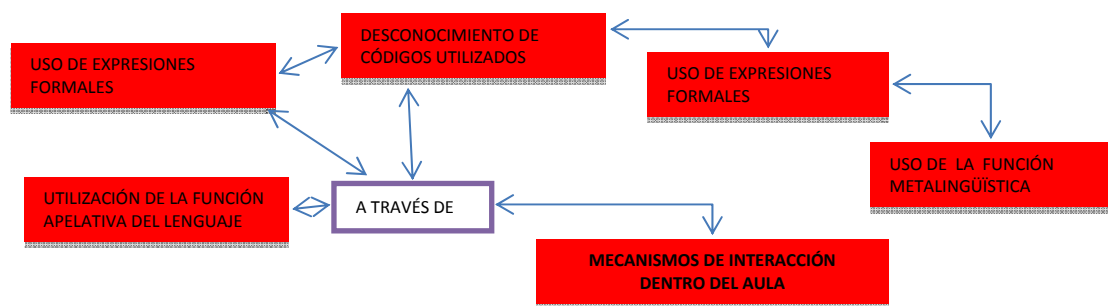 DESCONOCIMIENTO DE
CÓDIGOS UTILIZADOS
USO DE EXPRESIONES
FORMALES
USO DE EXPRESIONES
FORMALES
USO DE  LA  FUNCIÓN
METALINGÜÏSTICA
UTILIZACIÓN DE LA FUNCIÓN
APELATIVA DEL LENGUAJE
A TRAVÉS DE
MECANISMOS DE INTERACCIÓN
DENTRO DEL AULA